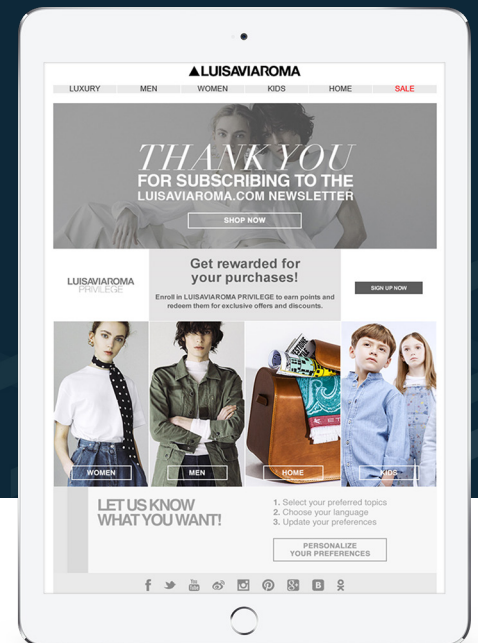 LUISAVIAROMA
LUXURY MEN WOMEN KIDS HOME SALE
THANK YOU
FOR SUBSCRIBING TO THE
LUISAVIAROMA.COM NEWSLETTER
SHOP NOW
LUISAVIAROMA
PRIVILEGE
Get rewarded for
your purchases!
Enroll in LUISAVIAROMA PRIVILEGE to earn points and
redeem them for exclusive offers and discounts.
SIGN UP NOW
WOMEN
MEN
HOME
KIDS
LET US KNOW
WHAT YOU WANT!
1. Select your preferred topics
2. Choose your language
3. Update your preferences
PERSONALIZE
YOUR PREFERENCES